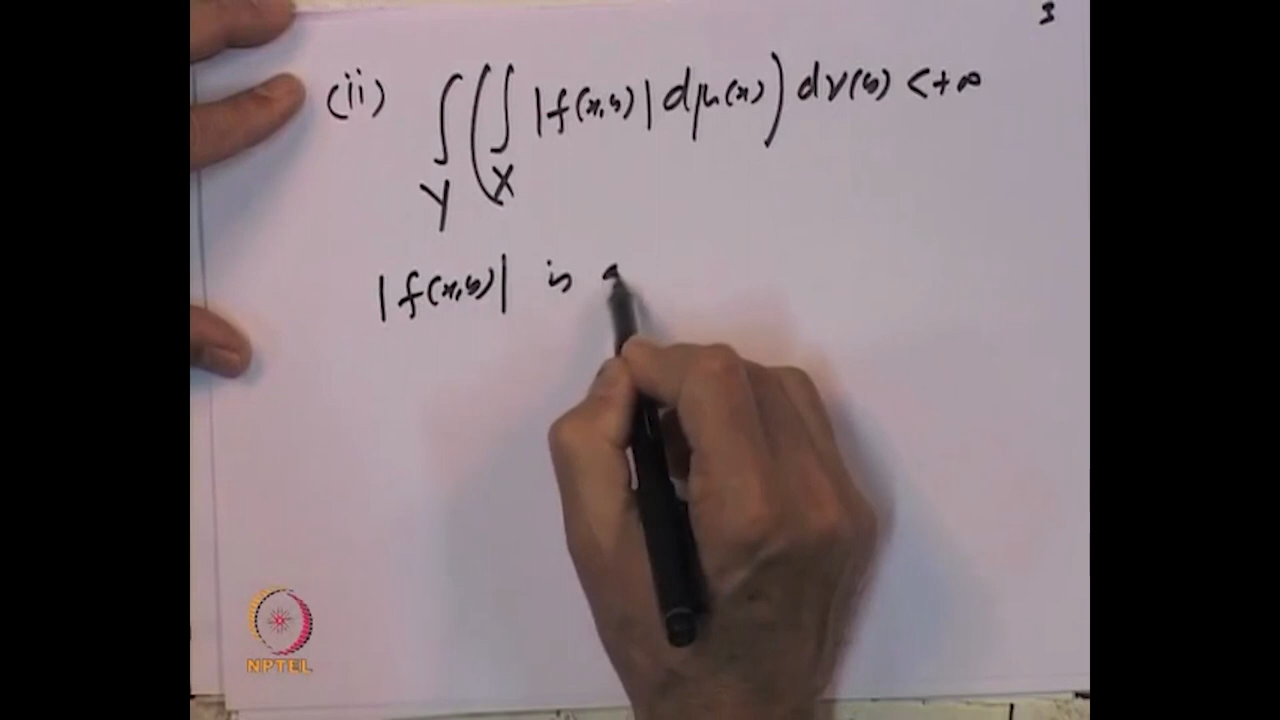 3
(ii) ∫_Y ( ∫_X |f(x,y)| dμ(x) ) dν(y) < +∞
|f(x,y)| is
NPTEL